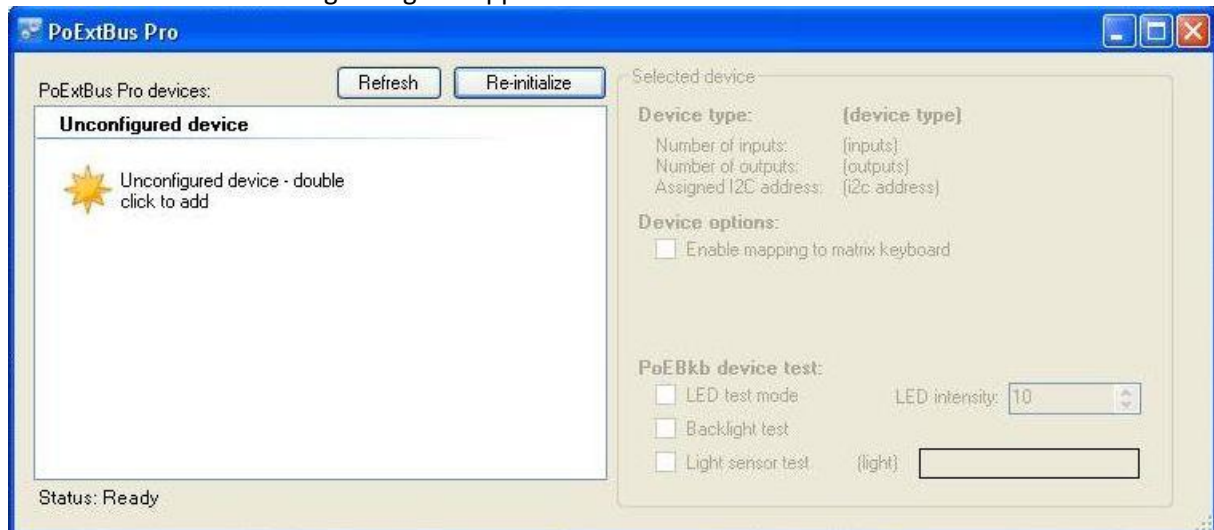 PoExtBus Pro
PoExtBus Pro devices:
Refresh
Re-initialize
Unconfigured device
Unconfigured device - double
click to add
Status: Ready
Selected device
Device type: (device type)
Number of inputs: (inputs)
Number of outputs: (outputs)
Assigned I2C address: (i2c address)
Device options:
Enable mapping to matrix keyboard
PoEBkb device test:
LED test mode
LED intensity: 10
Backlight test
Light sensor test (light)